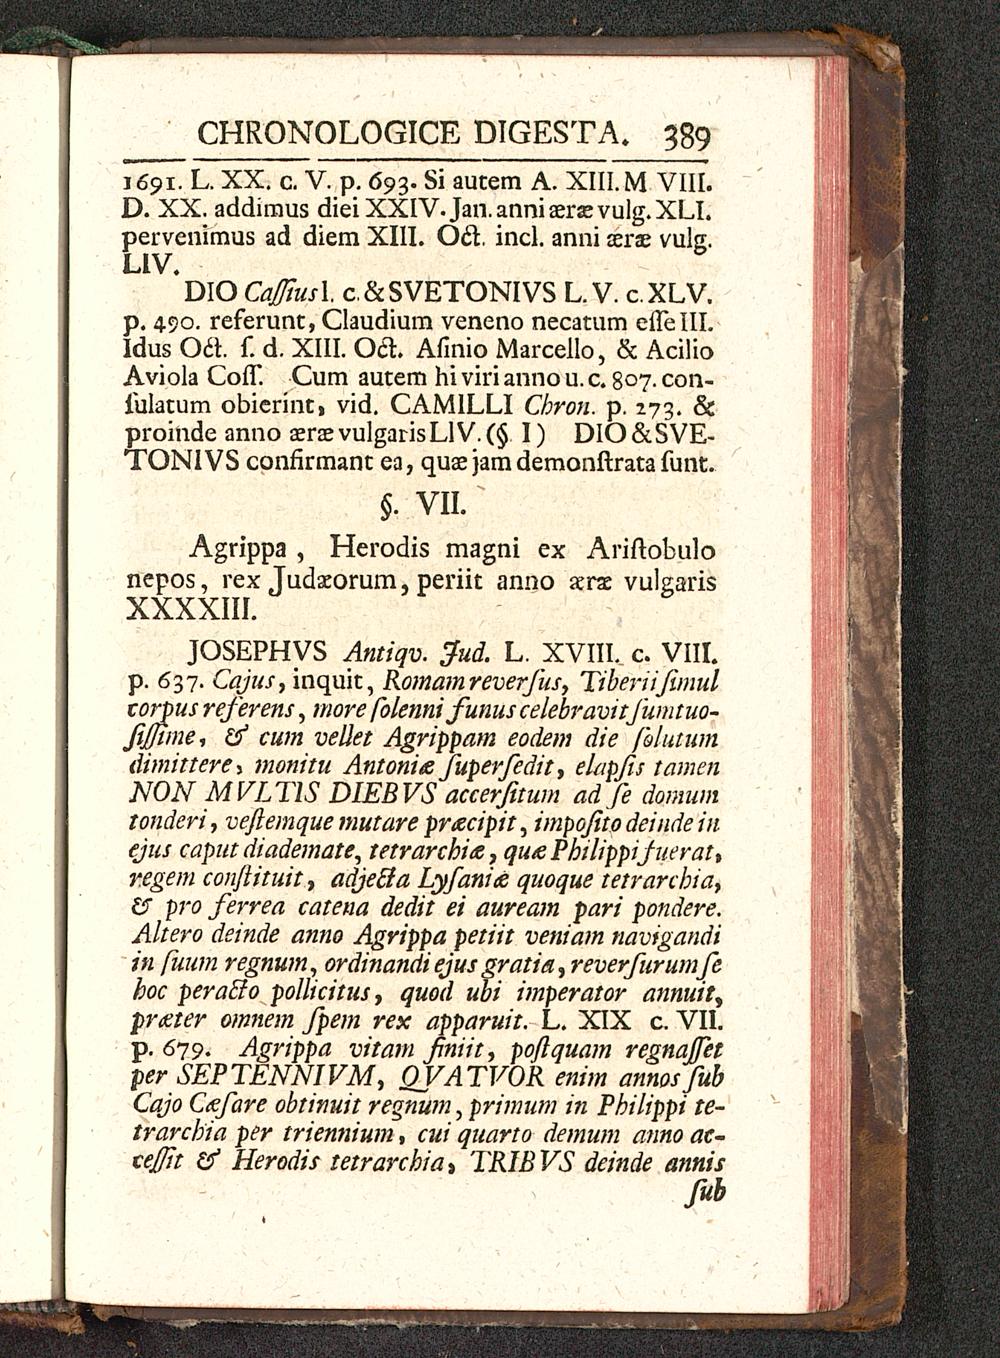 CHRONOLOGICE DIGESTA. 389
1691. L. XX. c. V. p. 693. Si autem A. XIII. M VIII.
D. XX. addimus diei XXIV. Jan. anni æræ vulg. XLI.
pervenimus ad diem XIII. Oct. incl. anni æræ vulg.
LIV.
DIO Caſſius l. c. & SVETONIVS L. V. c. XLV.
p. 490. referunt, Claudium veneno necatum eſſe III.
Idus Oct. ſ. d. XIII. Oct. Aſinio Marcello, & Acilio
Aviola Coſſ. Cum autem hi viri anno u. c. 807. con-
ſulatum obierint, vid. CAMILLI Chron. p. 273. &
proinde anno æræ vulgaris LIV. (§. I) DIO & SVE-
TONIVS confirmant ea, quæ jam demonſtrata ſunt.
§. VII.
Agrippa, Herodis magni ex Ariſtobulo
nepos, rex Judæorum, periit anno æræ vulgaris
XXXXIII.
JOSEPHVS Antiqv. Jud. L. XVIII. c. VIII.
p. 637. Cajus, inquit, Romam reverſus, Tiberii ſimul
corpus referens, more ſolenni funus celebravit ſumtuo-
ſiſſime, & cum vellet Agrippam eodem die ſolutum
dimittere, monitu Antoniæ ſuperſedit, elapſis tamen
NON MVLTIS DIEBVS accerſitum ad ſe domum
tonderi, veſtemque mutare præcipit, impoſito deinde in
ejus caput diademate, tetrarchiæ, quæ Philippi fuerat,
regem conſtituit, adjecta Lyſaniæ quoque tetrarchia,
& pro ferrea catena dedit ei auream pari pondere.
Altero deinde anno Agrippa petiit veniam navigandi
in ſuum regnum, ordinandi ejus gratia, reverſurum ſe
hoc peracto pollicitus, quod ubi imperator annuit,
præter omnem ſpem rex apparuit. L. XIX c. VII.
p. 679. Agrippa vitam finiit, poſtquam regnaſſet
per SEPTENNIVM, QVATVOR enim annos ſub
Cajo Cæſare obtinuit regnum, primum in Philippi te-
trarchia per triennium, cui quarto demum anno ac-
ceſſit & Herodis tetrarchia, TRIBVS deinde annis
ſub